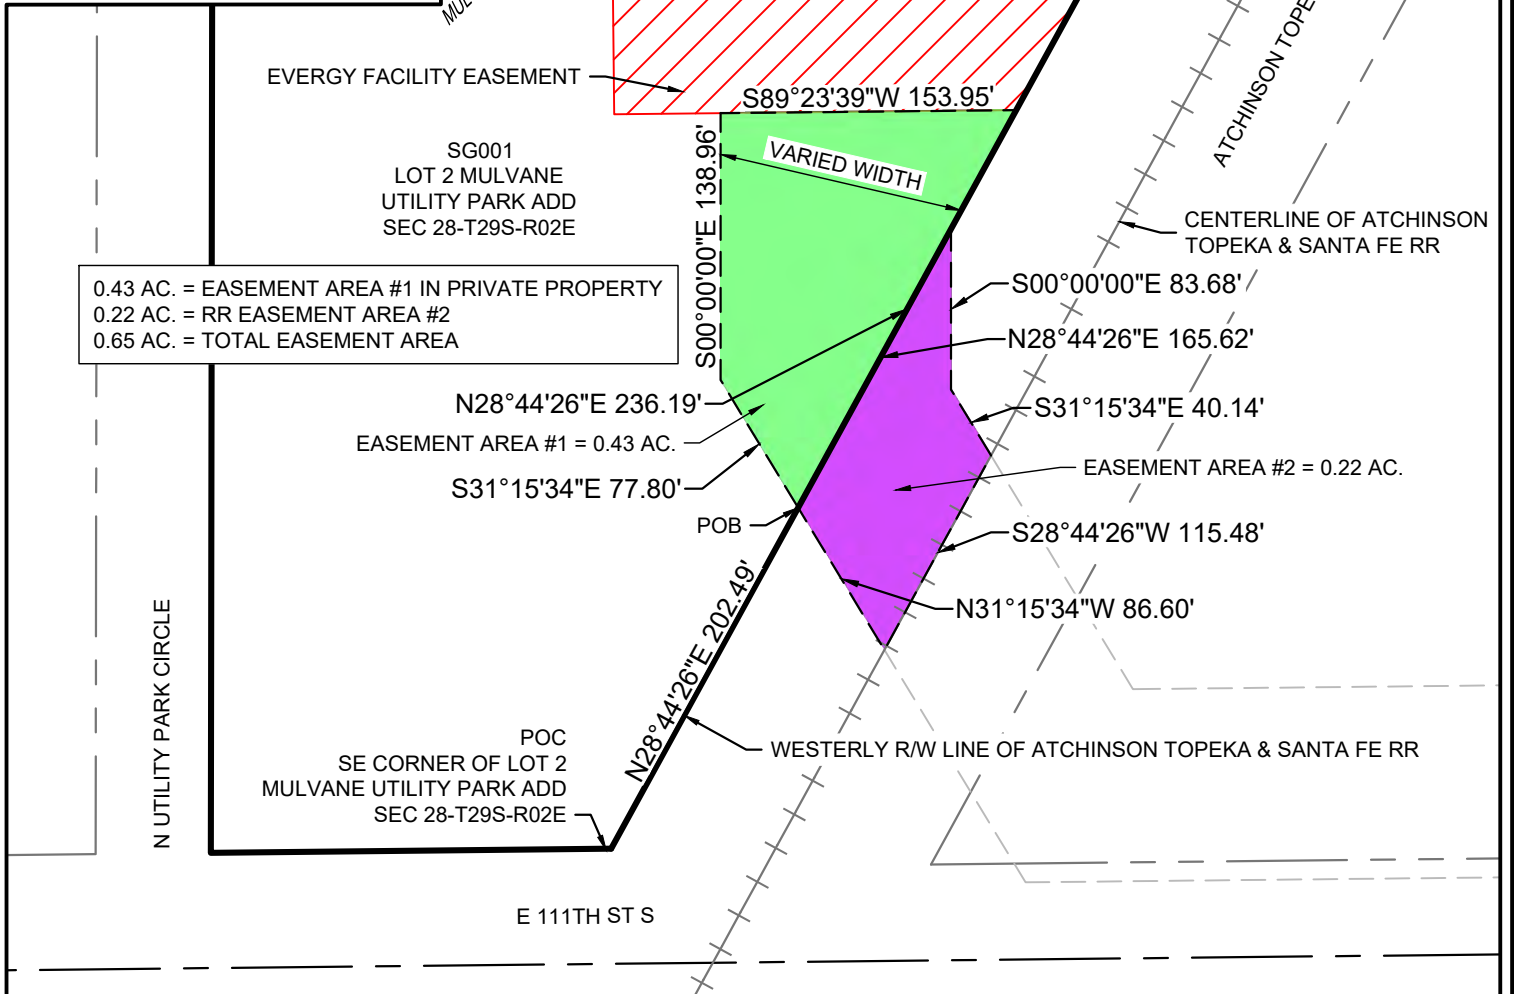 MUL
ATCHINSON TOPE
EVERGY FACILITY EASEMENT
S89°23'39"W 153.95'
SG001
LOT 2 MULVANE
UTILITY PARK ADD
SEC 28-T29S-R02E
VARIED WIDTH
S00°00'00"E 138.96'
CENTERLINE OF ATCHINSON
TOPEKA & SANTA FE RR
0.43 AC. = EASEMENT AREA #1 IN PRIVATE PROPERTY
0.22 AC. = RR EASEMENT AREA #2
0.65 AC. = TOTAL EASEMENT AREA
S00°00'00"E 83.68'
N28°44'26"E 165.62'
N28°44'26"E 236.19'
S31°15'34"E 40.14'
EASEMENT AREA #1 = 0.43 AC.
EASEMENT AREA #2 = 0.22 AC.
S31°15'34"E 77.80'
POB
S28°44'26"W 115.48'
N31°15'34"W 86.60'
N28°44'26"E 202.49'
N UTILITY PARK CIRCLE
POC
SE CORNER OF LOT 2
MULVANE UTILITY PARK ADD
SEC 28-T29S-R02E
WESTERLY R/W LINE OF ATCHINSON TOPEKA & SANTA FE RR
E 111TH ST S